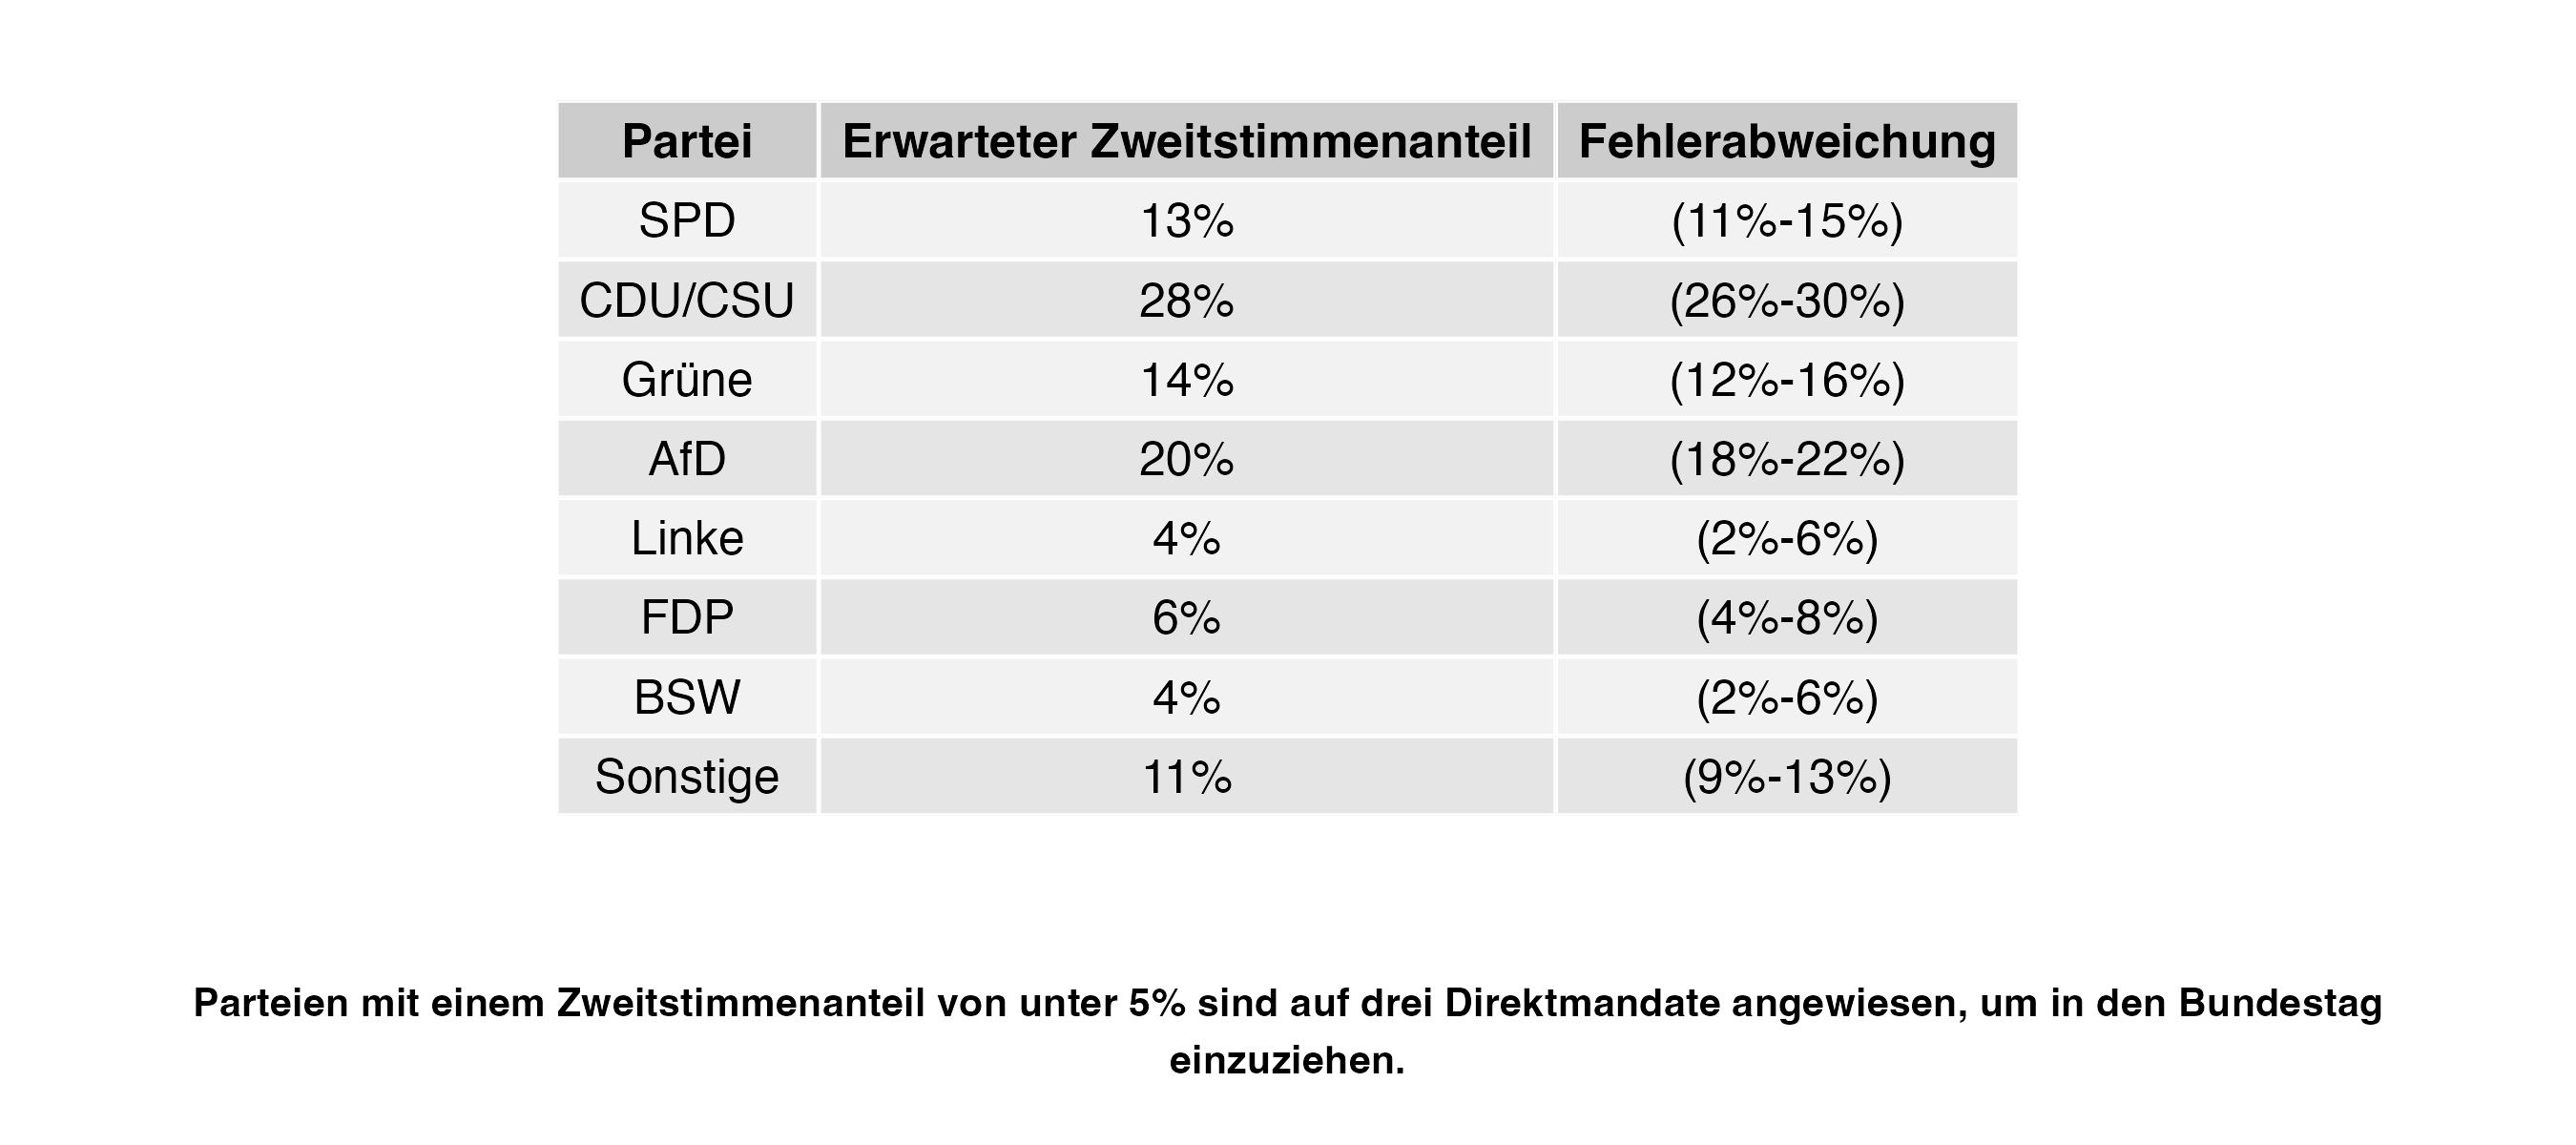 Partei Erwarteter Zweitstimmenanteil Fehlerabweichung
SPD 13% (11%-15%)
CDU/CSU 28% (26%-30%)
Grüne 14% (12%-16%)
AfD 20% (18%-22%)
Linke 4% (2%-6%)
FDP 6% (4%-8%)
BSW 4% (2%-6%)
Sonstige 11% (9%-13%)
Parteien mit einem Zweitstimmenanteil von unter 5% sind auf drei Direktmandate angewiesen, um in den Bundestag
einzuziehen.